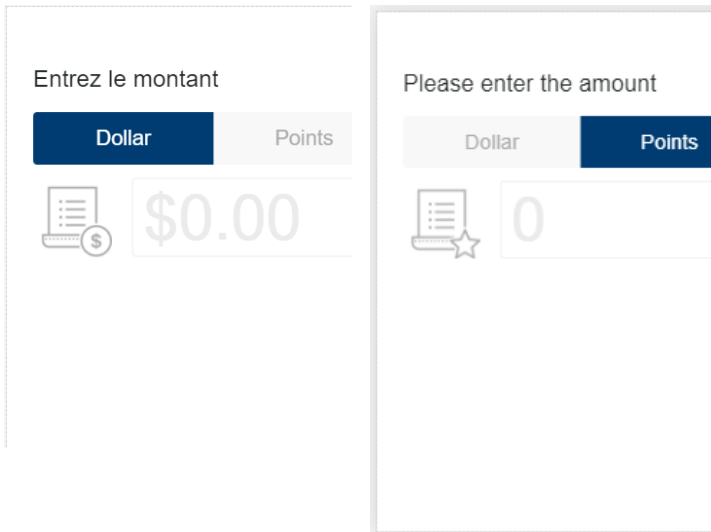 Entrez le montant
Dollar Points
$0.00
$
Please enter the amount
Dollar Points
0